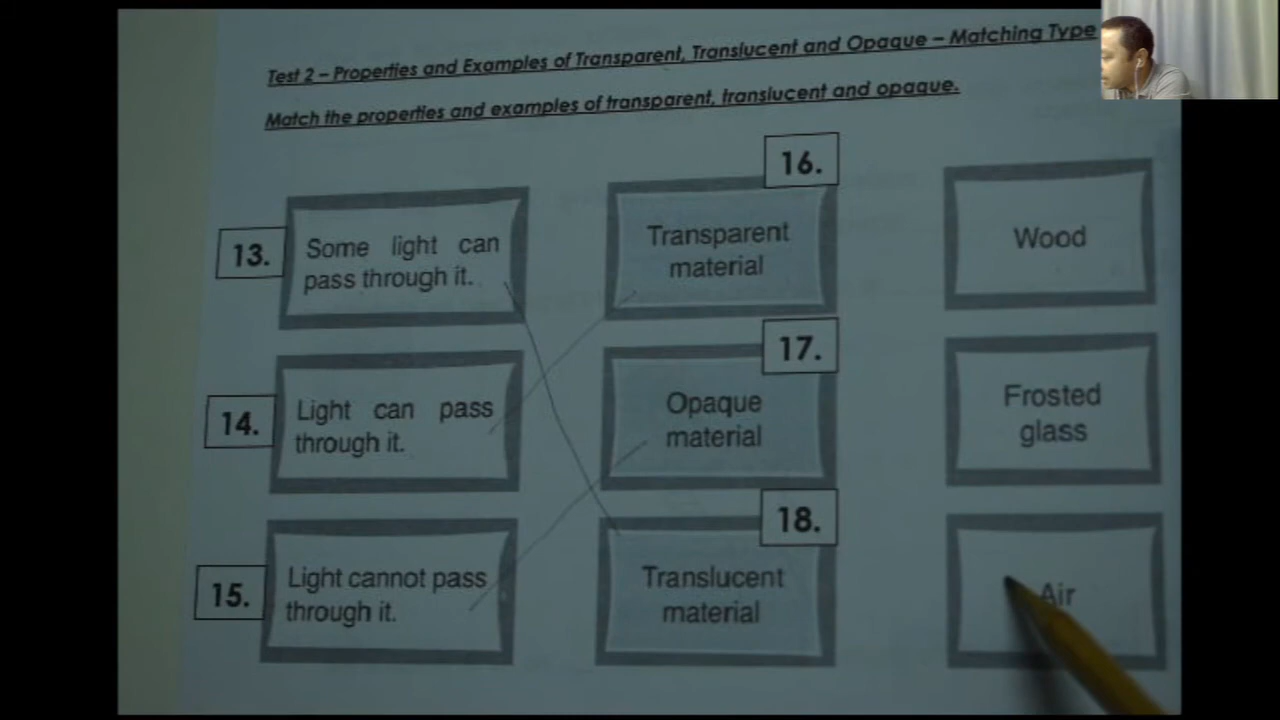 Test 2 – Properties and Examples of Transparent, Translucent and Opaque – Matching Type
Match the properties and examples of transparent, translucent and opaque.
13.
Some light can
pass through it.
14.
Light can pass
through it.
15.
Light cannot pass
through it.
16.
Transparent
material
17.
Opaque
material
18.
Translucent
material
Wood
Frosted
glass
Air